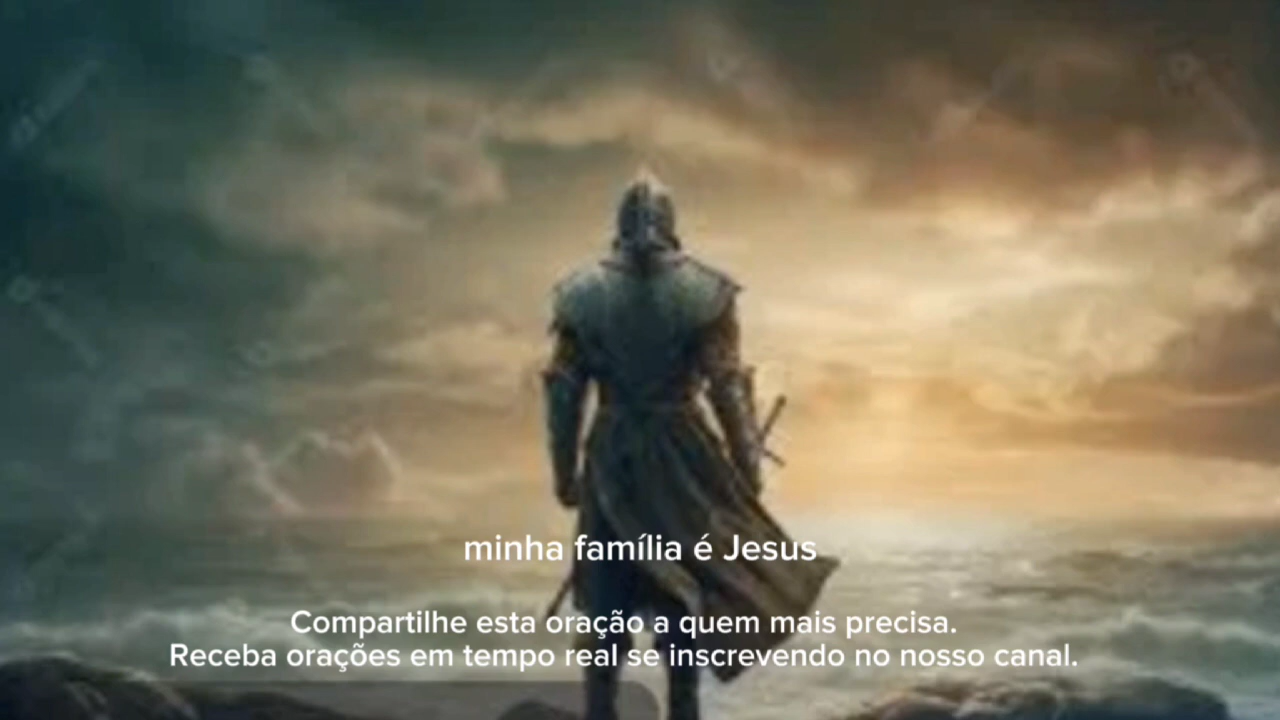 minha família é Jesus
Compartilhe esta oração a quem mais precisa.
Receba orações em tempo real se inscrevendo no nosso canal.